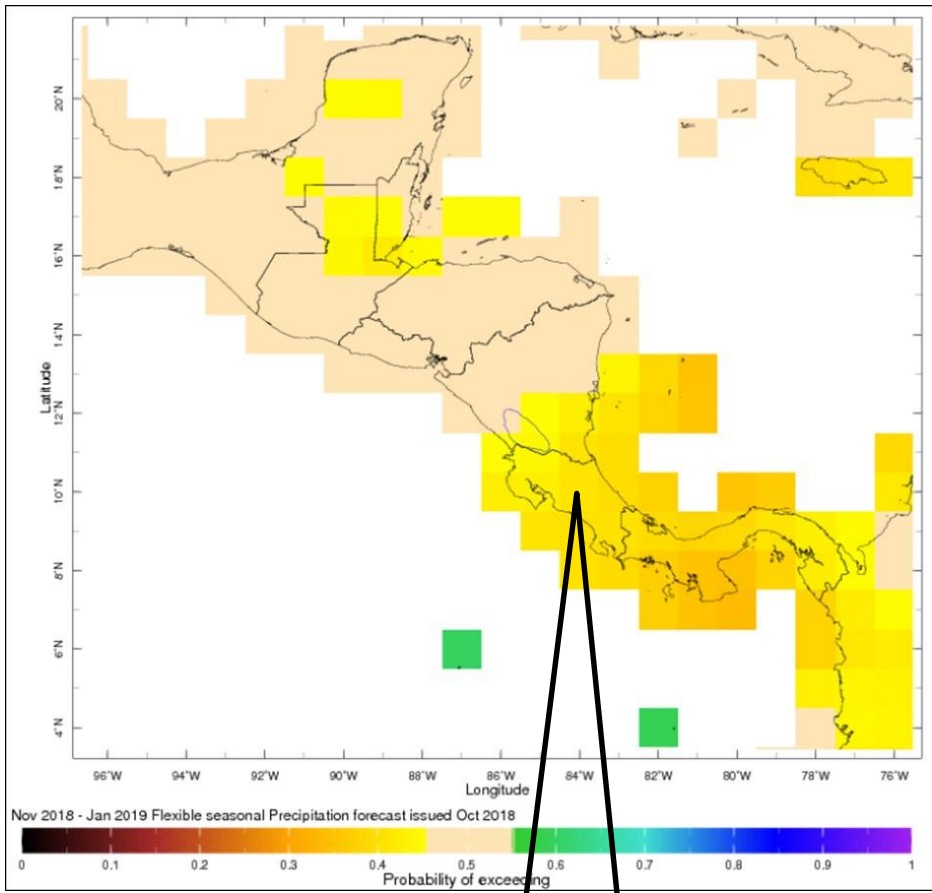 Latitude
20°N
18°N
16°N
14°N
12°N
10°N
8°N
6°N
4°N
96°W 94°W 92°W 90°W 88°W 86°W 84°W 82°W 80°W 78°W 76°W
Longitude
Nov 2018 - Jan 2019 Flexible seasonal Precipitation forecast issued Oct 2018
0 0.1 0.2 0.3 0.4 0.5 0.6 0.7 0.8 0.9 1
Probability of exceeding